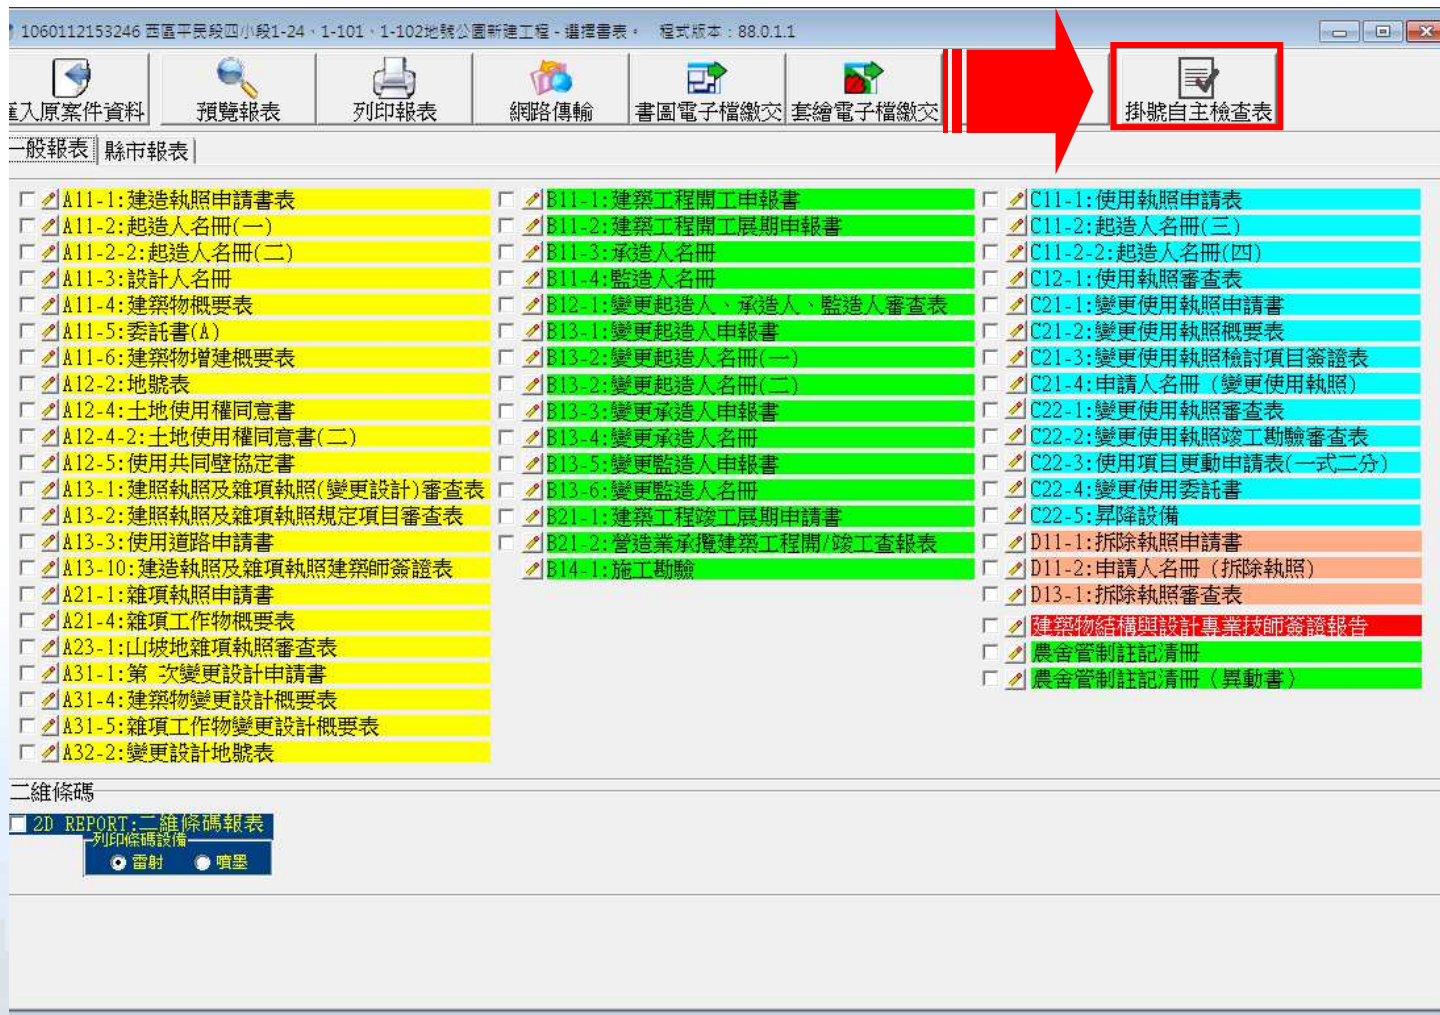 1060112153246 西區平民段四小段1-24、1-101、1-102地號公園新建工程 - 選擇書表。 程式版本：88.0.1.1
入原案件資料
預覽報表
列印報表
網路傳輸
書圖電子檔繳交
套繪電子檔繳交
掛號自主檢查表
一般報表
縣市報表
A11-1:建造執照申請書表
A11-2:起造人名冊(一)
A11-2-2:起造人名冊(二)
A11-3:設計人名冊
A11-4:建築物概要表
A11-5:委託書(A)
A11-6:建築物增建概要表
A12-2:地號表
A12-4:土地使用權同意書
A12-4-2:土地使用權同意書(二)
A12-5:使用共同壁協定書
A13-1:建照執照及雜項執照(變更設計)審查表
A13-2:建照執照及雜項執照規定項目審查表
A13-3:使用道路申請書
A13-10:建造執照及雜項執照建築師簽證表
A21-1:雜項執照申請書
A21-4:雜項工作物概要表
A23-1:山坡地雜項執照審查表
A31-1:第 次變更設計申請書
A31-4:建築物變更設計概要表
A31-5:雜項工作物變更設計概要表
A32-2:變更設計地號表
B11-1:建築工程開工申報書
B11-2:建築工程開工展期申報書
B11-3:承造人名冊
B11-4:監造人名冊
B12-1:變更起造人、承造人、監造人審查表
B13-1:變更起造人申報書
B13-2:變更起造人名冊(一)
B13-2:變更起造人名冊(二)
B13-3:變更承造人申報書
B13-4:變更承造人名冊
B13-5:變更監造人申報書
B13-6:變更監造人名冊
B21-1:建築工程竣工展期申請書
B21-2:營造業承攬建築工程開/竣工查報表
B14-1:施工勘驗
C11-1:使用執照申請表
C11-2:起造人名冊(三)
C11-2-2:起造人名冊(四)
C12-1:使用執照審查表
C21-1:變更使用執照申請書
C21-2:變更使用執照概要表
C21-3:變更使用執照檢討項目簽證表
C21-4:申請人名冊（變更使用執照）
C22-1:變更使用執照審查表
C22-2:變更使用執照竣工勘驗審查表
C22-3:使用項目更動申請表(一式二分)
C22-4:變更使用委託書
C22-5:昇降設備
D11-1:拆除執照申請書
D11-2:申請人名冊（拆除執照）
D13-1:拆除執照審查表
建築物結構與設計專業技師簽證報告
農舍管制註記清冊
農舍管制註記清冊（異動書）
二維條碼
2D REPORT:二維條碼報表
列印條碼設備
雷射
噴墨